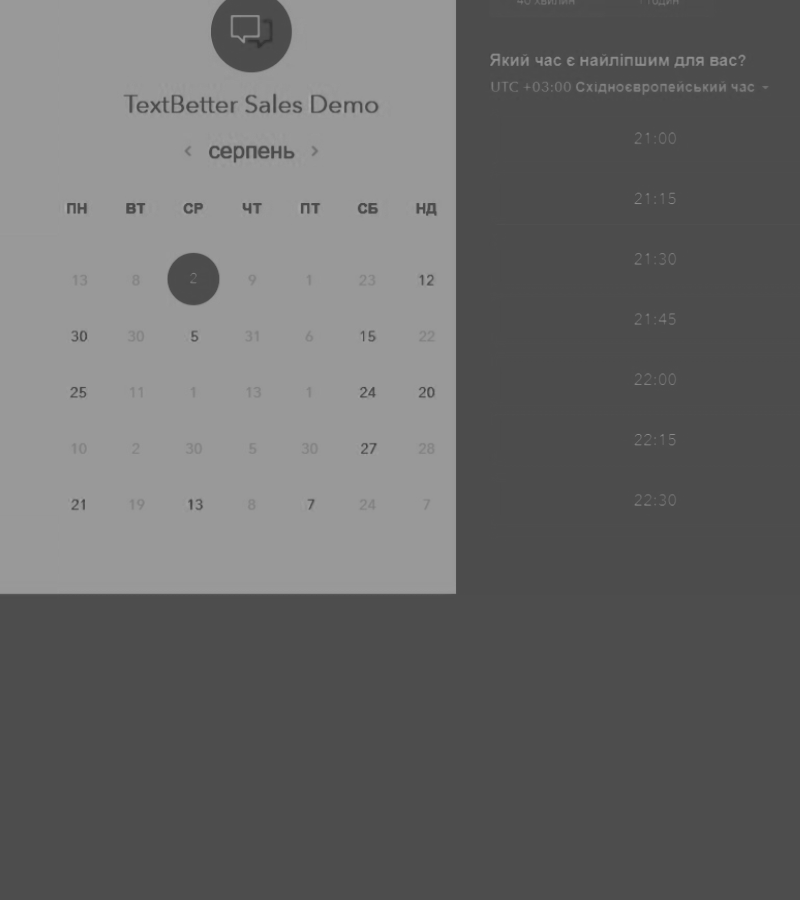 40 хвилин
1 годин
TextBetter Sales Demo
серпень
ПН ВТ СР ЧТ ПТ СБ НД
13 8 2 9 1 23 12
30 30 5 31 6 15 22
25 11 1 13 1 24 20
10 2 30 5 30 27 28
21 19 13 8 7 24 7
Який час є найліпшим для вас?
UTC +03:00 Східноєвропейський час
21:00
21:15
21:30
21:45
22:00
22:15
22:30